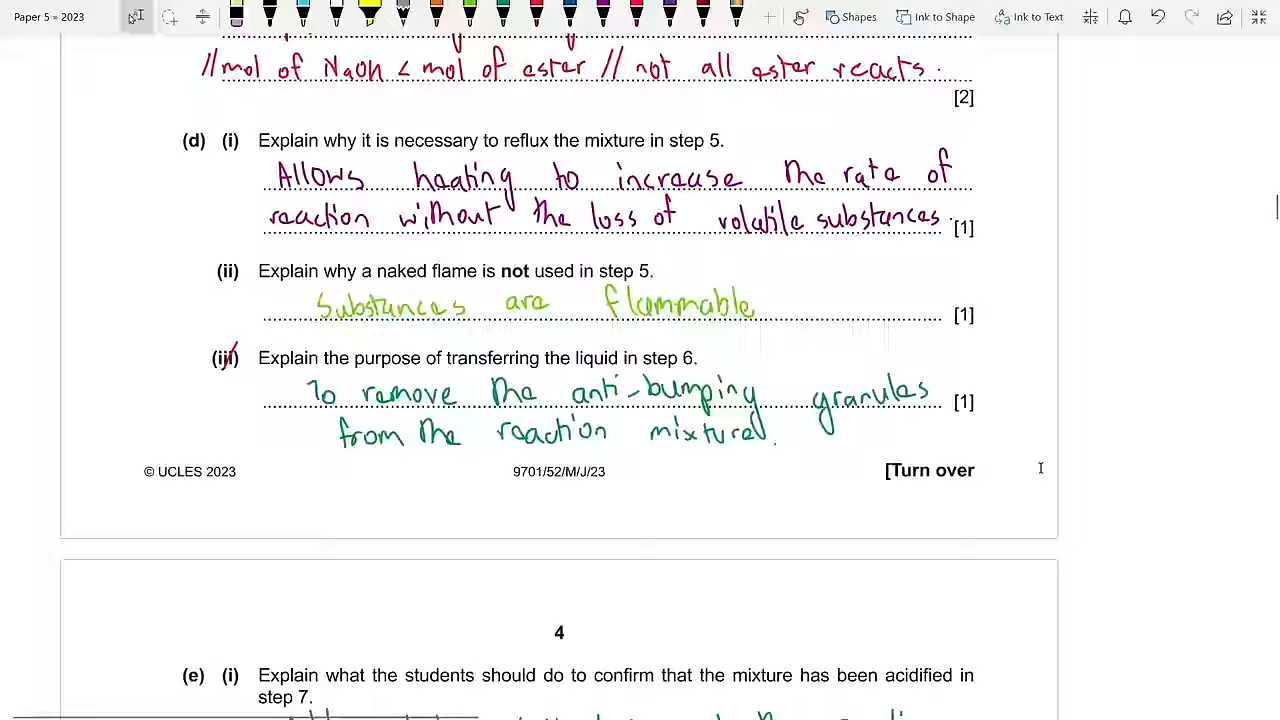 Paper 5 » 2023
Shapes
Ink to Shape
Ink to Text
//mol of NaOH < mol of ester // not all ester reacts.
[2]
(d) (i) Explain why it is necessary to reflux the mixture in step 5.
Allows heating to increase the rate of
reaction without the loss of volatile substances. [1]
(ii) Explain why a naked flame is not used in step 5.
Substances are flammable [1]
(iii) Explain the purpose of transferring the liquid in step 6.
To remove the anti-bumping granules [1]
from the reaction mixture.
© UCLES 2023
9701/52/M/J/23
[Turn over
4
(e) (i) Explain what the students should do to confirm that the mixture has been acidified in
step 7.